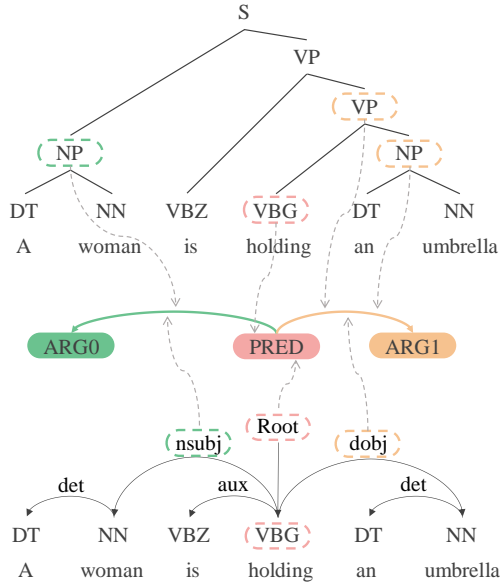 S
VP
VP
NP NP
DT NN VBZ VBG DT NN
A woman is holding an umbrella
ARG0 PRED ARG1
Root
nsubj dobj
det aux det
DT NN VBZ VBG DT NN
A woman is holding an umbrella